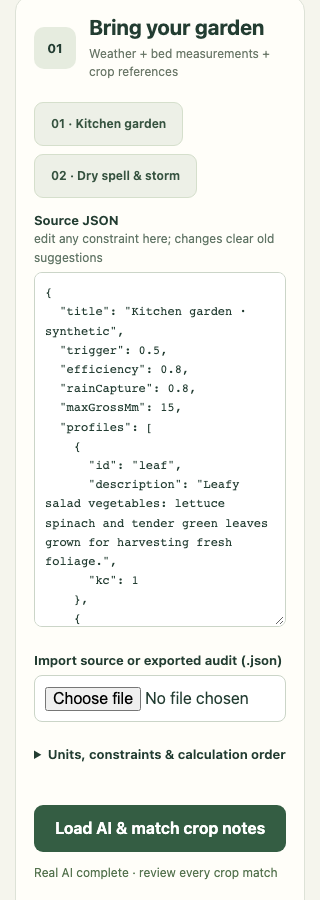 01
Bring your garden
Weather + bed measurements +
crop references
01 · Kitchen garden
02 · Dry spell & storm
Source JSON
edit any constraint here; changes clear old
suggestions
{
"title": "Kitchen garden ·
synthetic",
"trigger": 0.5,
"efficiency": 0.8,
"rainCapture": 0.8,
"maxGrossMm": 15,
"profiles": [
{
"id": "leaf",
"description": "Leafy
salad vegetables: lettuce
spinach and tender green leaves
grown for harvesting fresh
foliage.",
"kc": 1
},
{
Import source or exported audit (.json)
Choose file No file chosen
▶ Units, constraints & calculation order
Load AI & match crop notes
Real AI complete · review every crop match